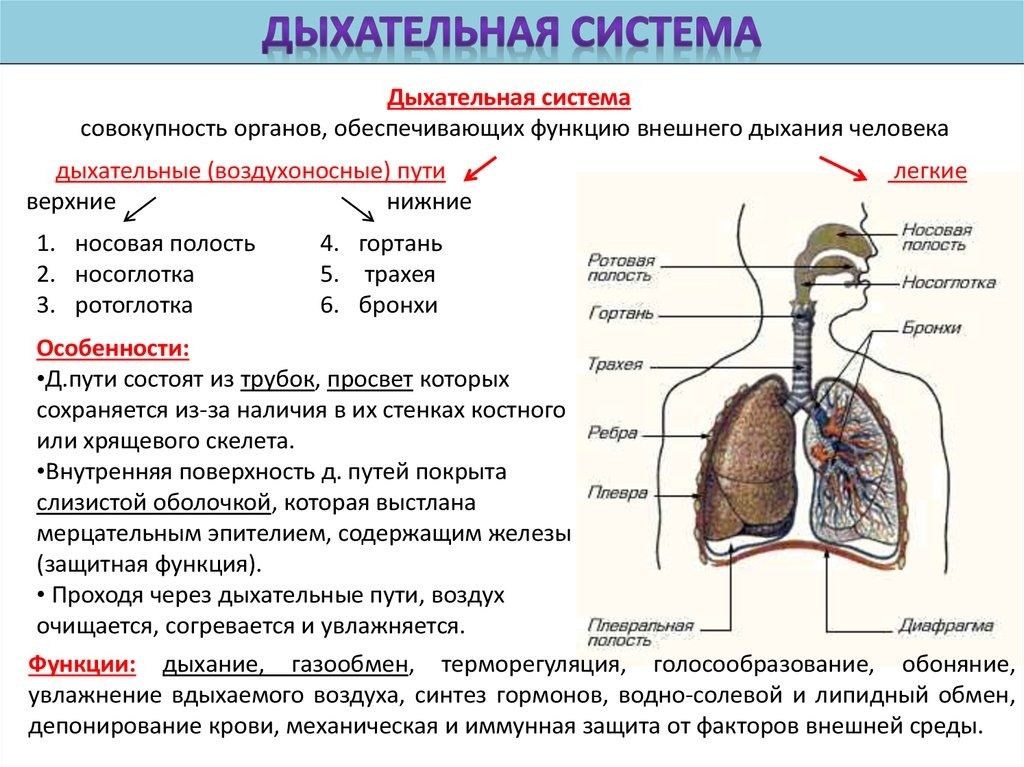 ДЫХАТЕЛЬНАЯ СИСТЕМА
Дыхательная система
совокупность органов, обеспечивающих функцию внешнего дыхания человека
дыхательные (воздухоносные) пути
легкие
верхние
нижние
1. носовая полость
2. носоглотка
3. ротоглотка
4. гортань
5. трахея
6. бронхи
Особенности:
•Д.пути состоят из трубок, просвет которых
сохраняется из-за наличия в их стенках костного
или хрящевого скелета.
•Внутренняя поверхность д. путей покрыта
слизистой оболочкой, которая выстлана
мерцательным эпителием, содержащим железы
(защитная функция).
• Проходя через дыхательные пути, воздух
очищается, согревается и увлажняется.
Ротовая
полость
Гортань
Трахея
Ребра
Плевра
Плевральная
полость
Носовая
полость
Носоглотка
Бронхи
Диафрагма
Функции: дыхание, газообмен, терморегуляция, голосообразование, обоняние,
увлажнение вдыхаемого воздуха, синтез гормонов, водно-солевой и липидный обмен,
депонирование крови, механическая и иммунная защита от факторов внешней среды.